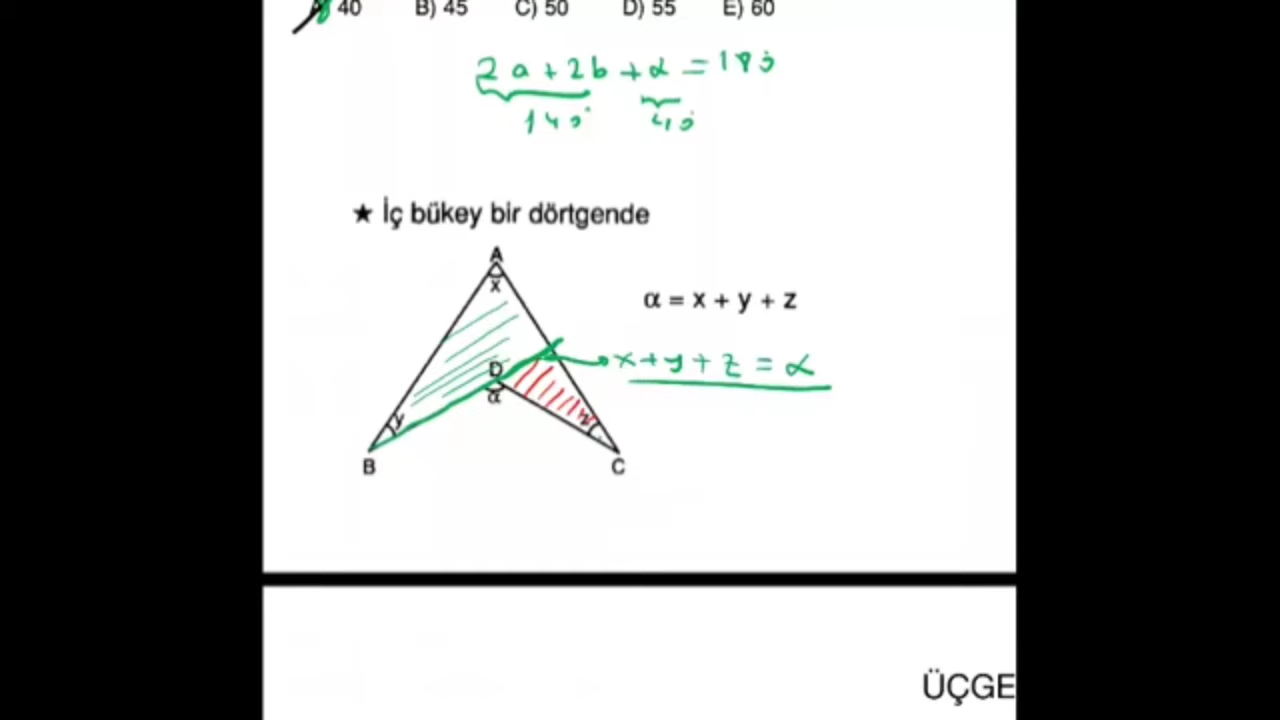 40 B) 45 C) 50 D) 55 E) 60
2a + 2b + α = 180
140° 40
★ İç bükey bir dörtgende
A
x
α = x + y + z
x + y + z = α
D
α
y
z
B
C
ÜÇGE